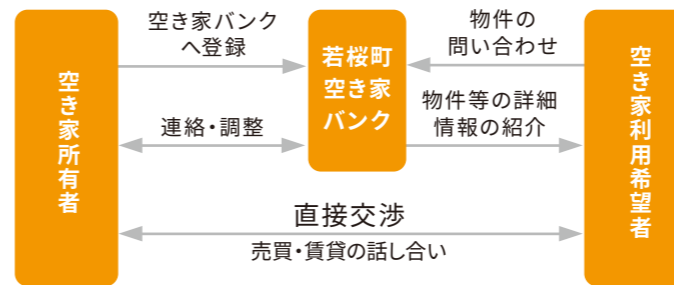 空き家所有者
空き家バンク
へ登録
連絡・調整
若桜町
空き家
バンク
物件の
問い合わせ
物件等の詳細
情報の紹介
直接交渉
売買・賃貸の話し合い
空き家利用希望者